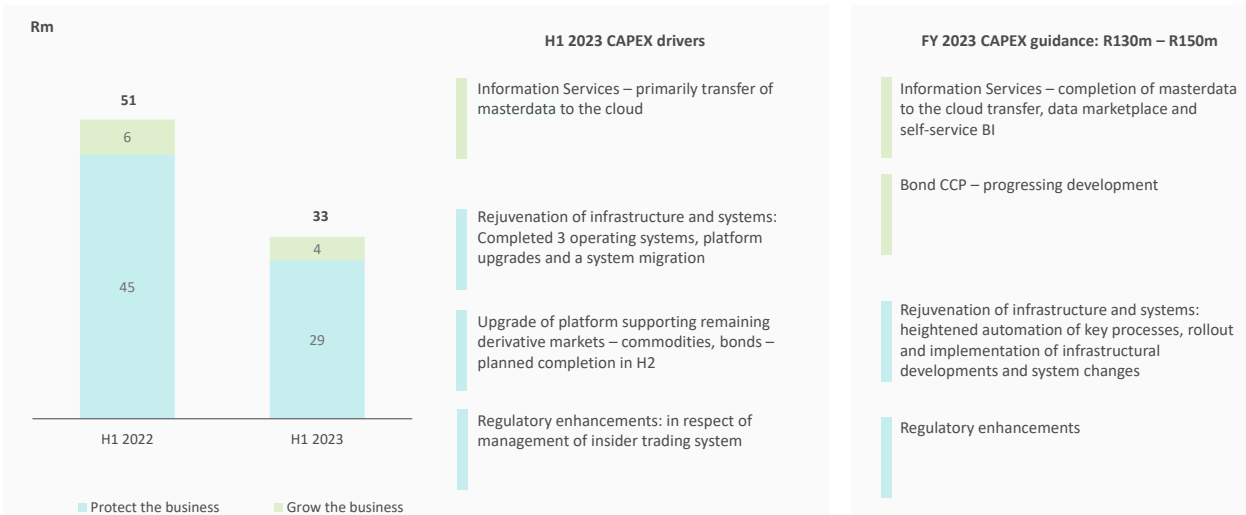 Rm
51
6
45
33
4
29
H1 2022
H1 2023
Protect the business
Grow the business
H1 2023 CAPEX drivers
Information Services – primarily transfer of
masterdata to the cloud
Rejuvenation of infrastructure and systems:
Completed 3 operating systems, platform
upgrades and a system migration
Upgrade of platform supporting remaining
derivative markets – commodities, bonds –
planned completion in H2
Regulatory enhancements: in respect of
management of insider trading system
FY 2023 CAPEX guidance: R130m – R150m
Information Services – completion of masterdata
to the cloud transfer, data marketplace and
self-service BI
Bond CCP – progressing development
Rejuvenation of infrastructure and systems:
heightened automation of key processes, rollout
and implementation of infrastructural
developments and system changes
Regulatory enhancements